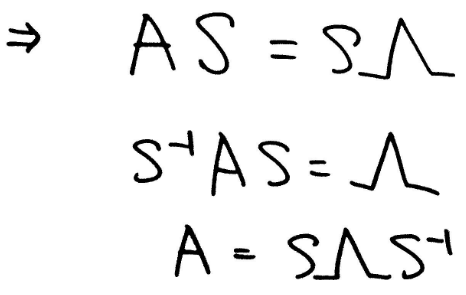 ⇒ AS = SΛ
S⁻¹AS = Λ
A = SΛS⁻¹